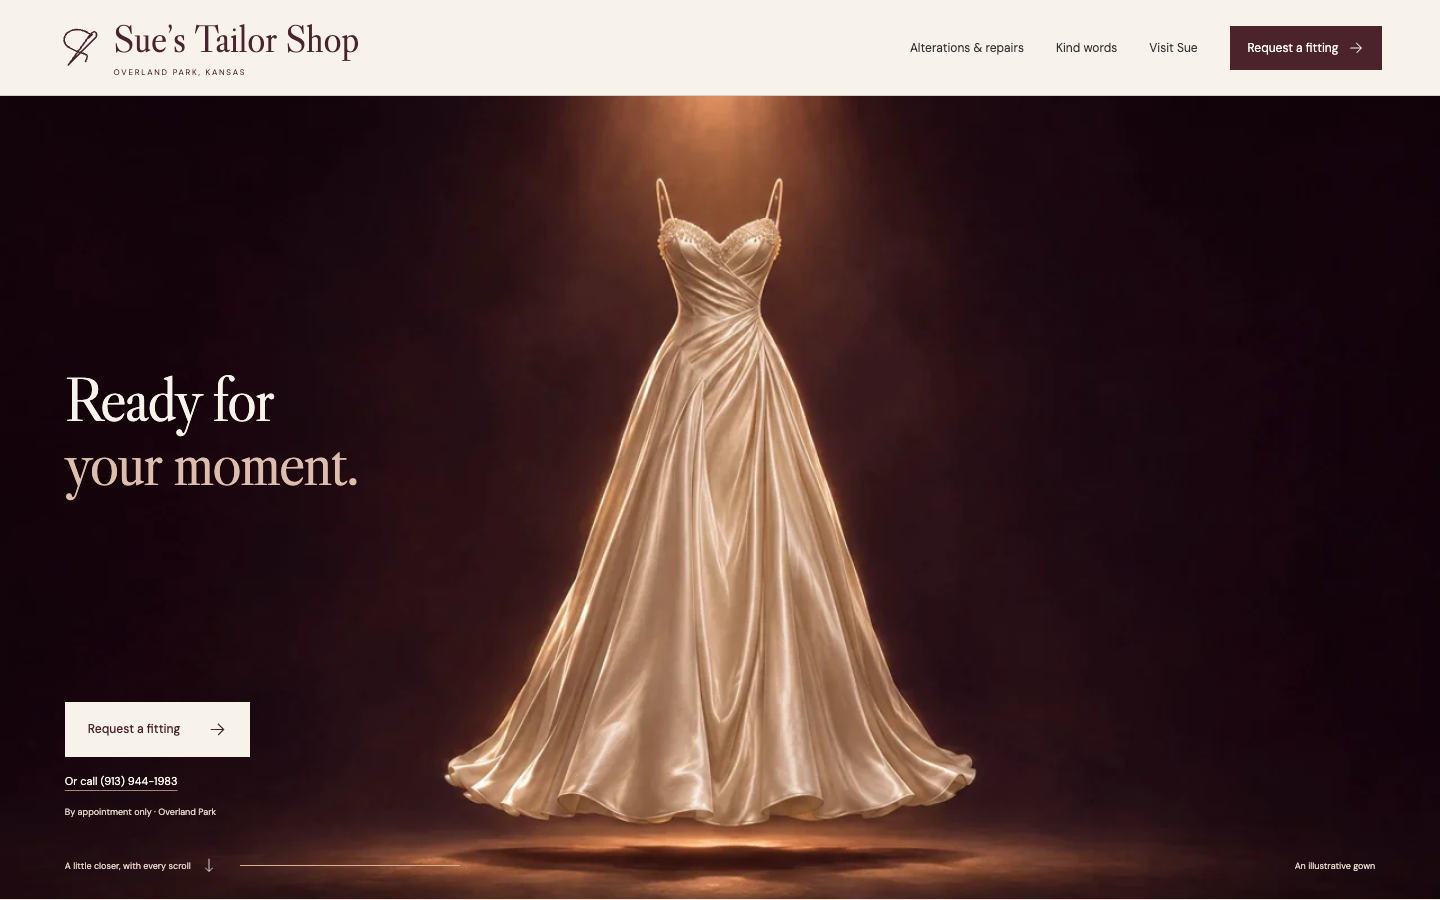 Sue’s Tailor Shop
OVERLAND PARK, KANSAS
Alterations & repairs
Kind words
Visit Sue
Request a fitting
Ready for
your moment.
Request a fitting
Or call (913) 944-1983
By appointment only · Overland Park
A little closer, with every scroll
An illustrative gown